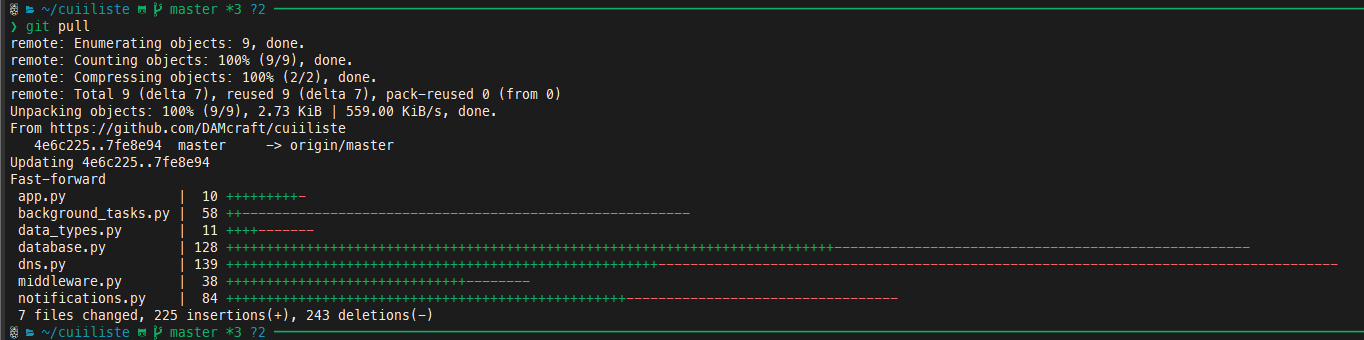 ~/cuiiliste master *3 ?2
❯ git pull
remote: Enumerating objects: 9, done.
remote: Counting objects: 100% (9/9), done.
remote: Compressing objects: 100% (2/2), done.
remote: Total 9 (delta 7), reused 9 (delta 7), pack-reused 0 (from 0)
Unpacking objects: 100% (9/9), 2.73 KiB | 559.00 KiB/s, done.
From https://github.com/DAMcraft/cuiiliste
   4e6c225..7fe8e94  master     -> origin/master
Updating 4e6c225..7fe8e94
Fast-forward
 app.py              |  10 +++++++++-
 background_tasks.py |  58 ++--------------------------------------------------------
 data_types.py       |  11 ++++-------
 database.py         | 128 ++++++++++++++++++++++++++++++++++++++++++++++++++++++++++++++++++++++++++++----------------------------------------------------
 dns.py              | 139 ++++++++++++++++++++++++++++++++++++++++++++++++++++++-------------------------------------------------------------------------------------
 middleware.py       |  38 ++++++++++++++++++++++++++++++--------
 notifications.py    |  84 ++++++++++++++++++++++++++++++++++++++++++++++++++----------------------------------
 7 files changed, 225 insertions(+), 243 deletions(-)
~/cuiiliste master *3 ?2